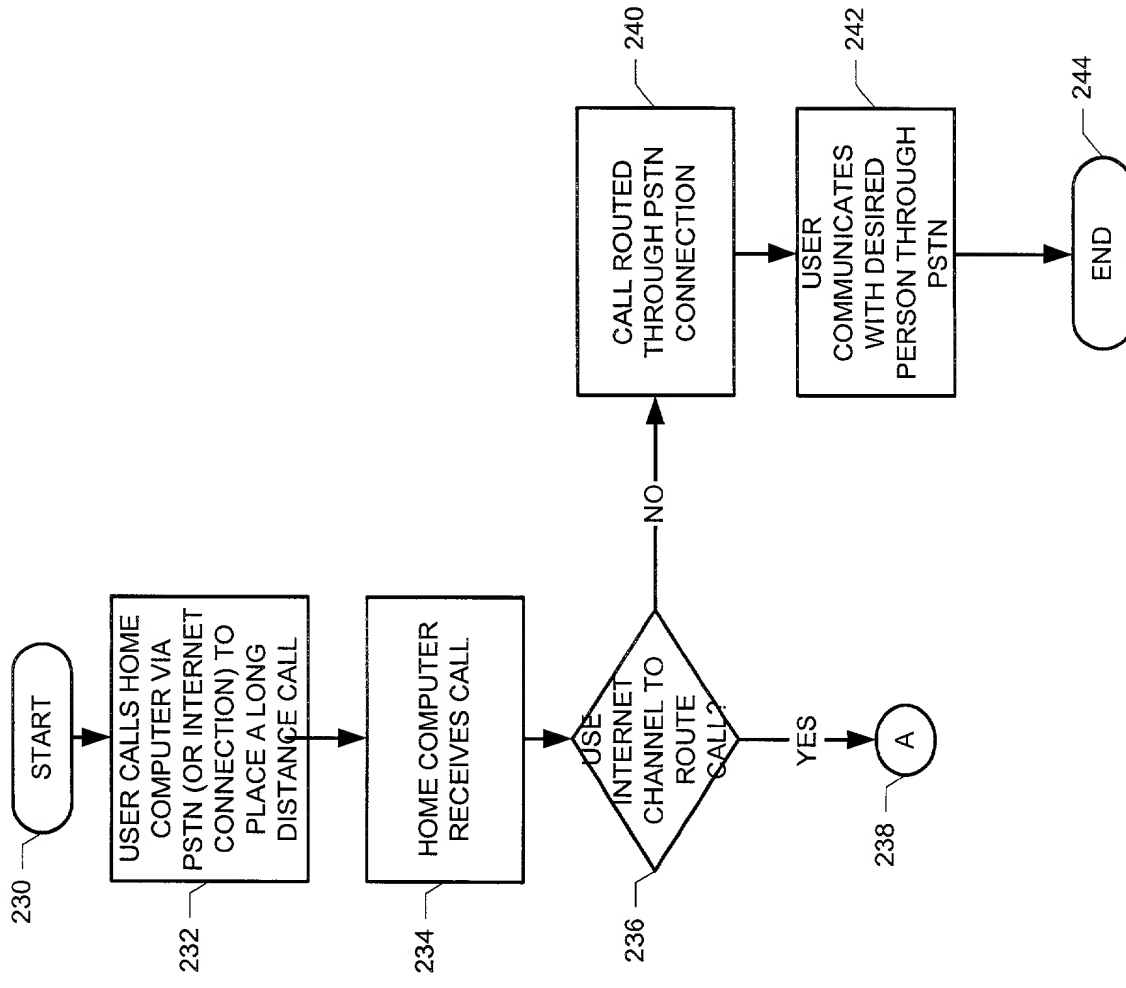 START
230
USER CALLS HOME
COMPUTER VIA
PSTN (OR INTERNET
CONNECTION) TO
PLACE A LONG
DISTANCE CALL
232
HOME COMPUTER
RECEIVES CALL
234
USE
INTERNET
CHANNEL TO
ROUTE
CALL?
236
NO
YES
A
238
CALL ROUTED
THROUGH PSTN
CONNECTION
240
USER
COMMUNICATES
WITH DESIRED
PERSON THROUGH
PSTN
242
END
244